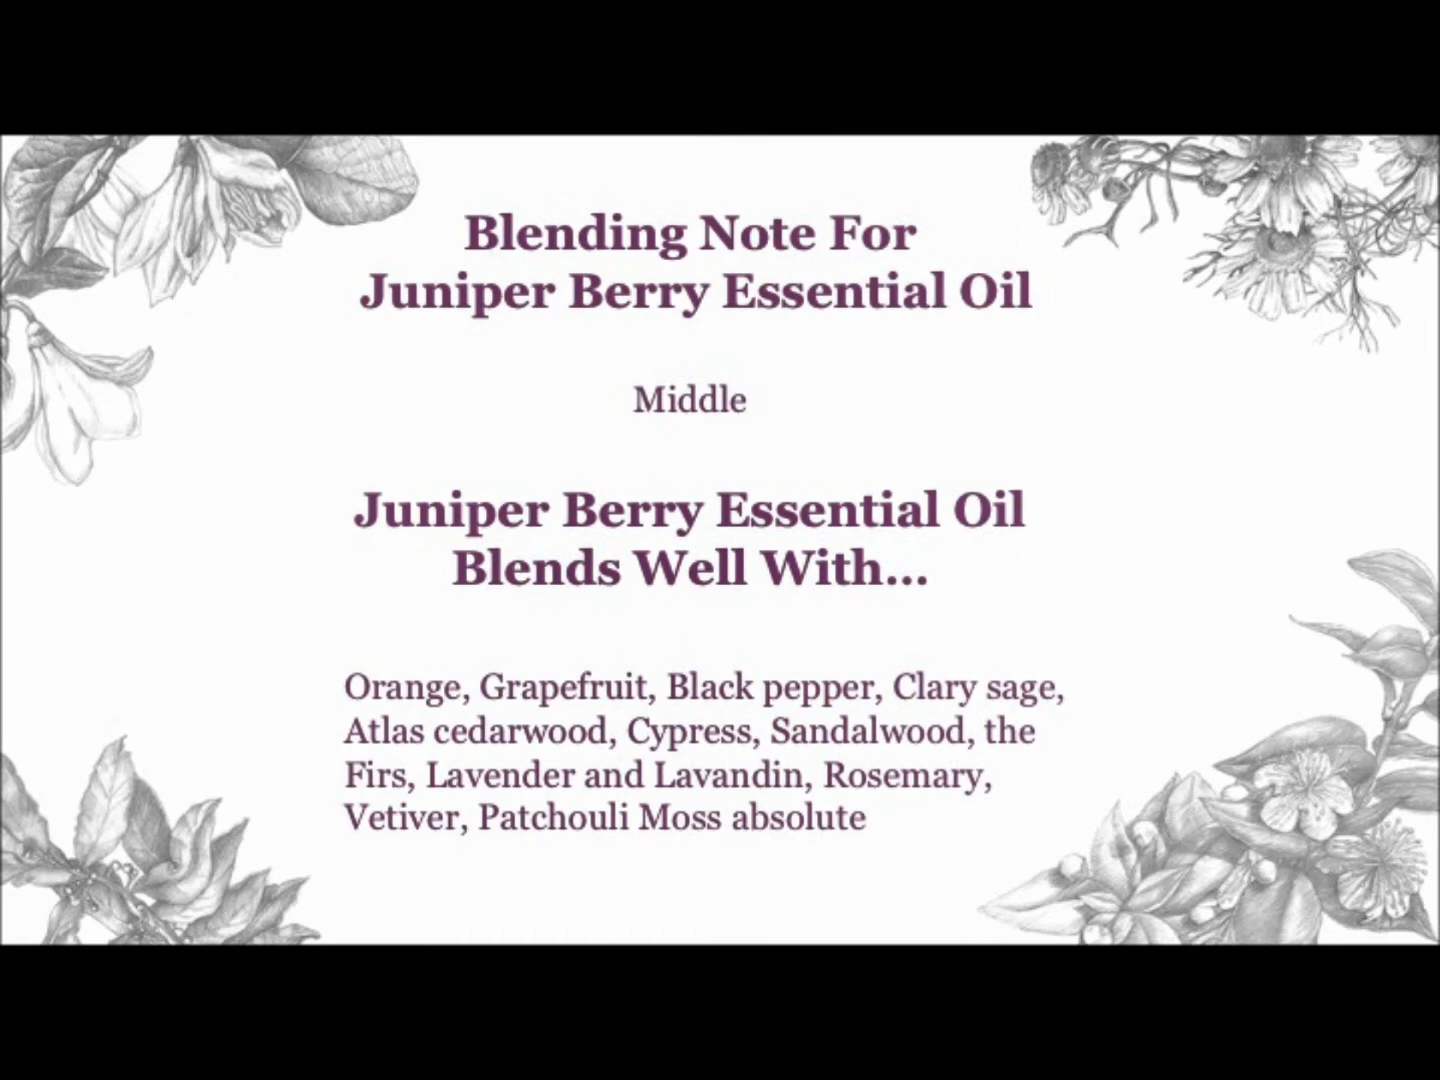 Blending Note For
Juniper Berry Essential Oil
Middle
Juniper Berry Essential Oil
Blends Well With...
Orange, Grapefruit, Black pepper, Clary sage,
Atlas cedarwood, Cypress, Sandalwood, the
Firs, Lavender and Lavandin, Rosemary,
Vetiver, Patchouli Moss absolute